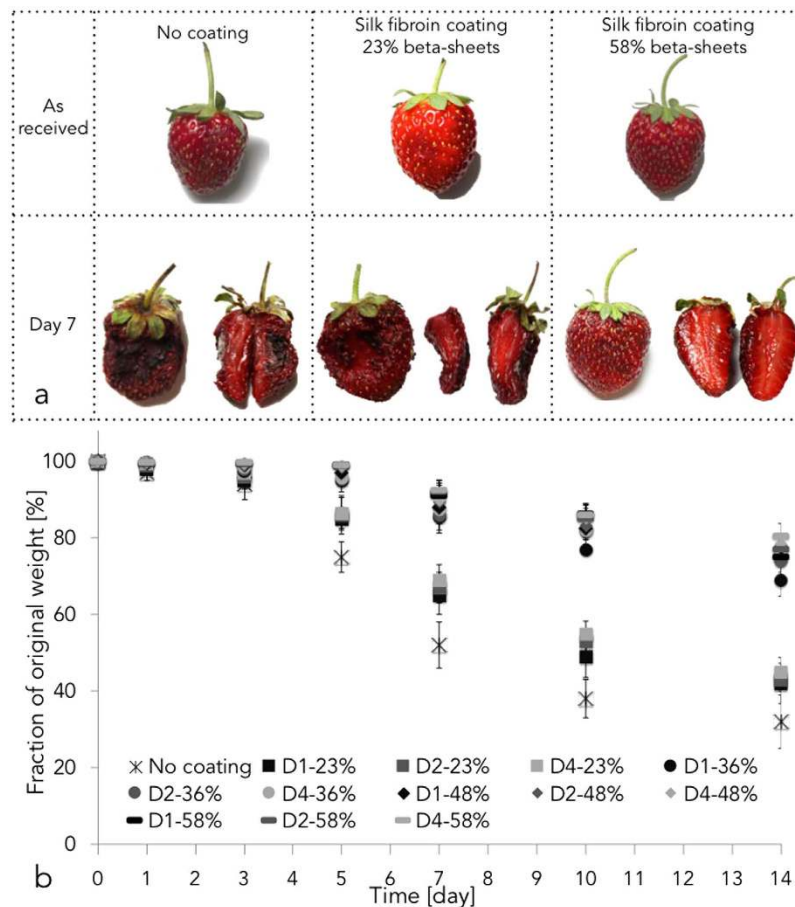 No coating
Silk fibroin coating
23% beta-sheets
Silk fibroin coating
58% beta-sheets
As
received
Day 7
a
Fraction of original weight [%]
100
80
60
40
20
0
No coating D1-23% D2-23% D4-23% D1-36%
D2-36% D4-36% D1-48% D2-48% D4-48%
D1-58% D2-58% D4-58%
0 1 2 3 4 5 6 7 8 9 10 11 12 13 14
Time [day]
b